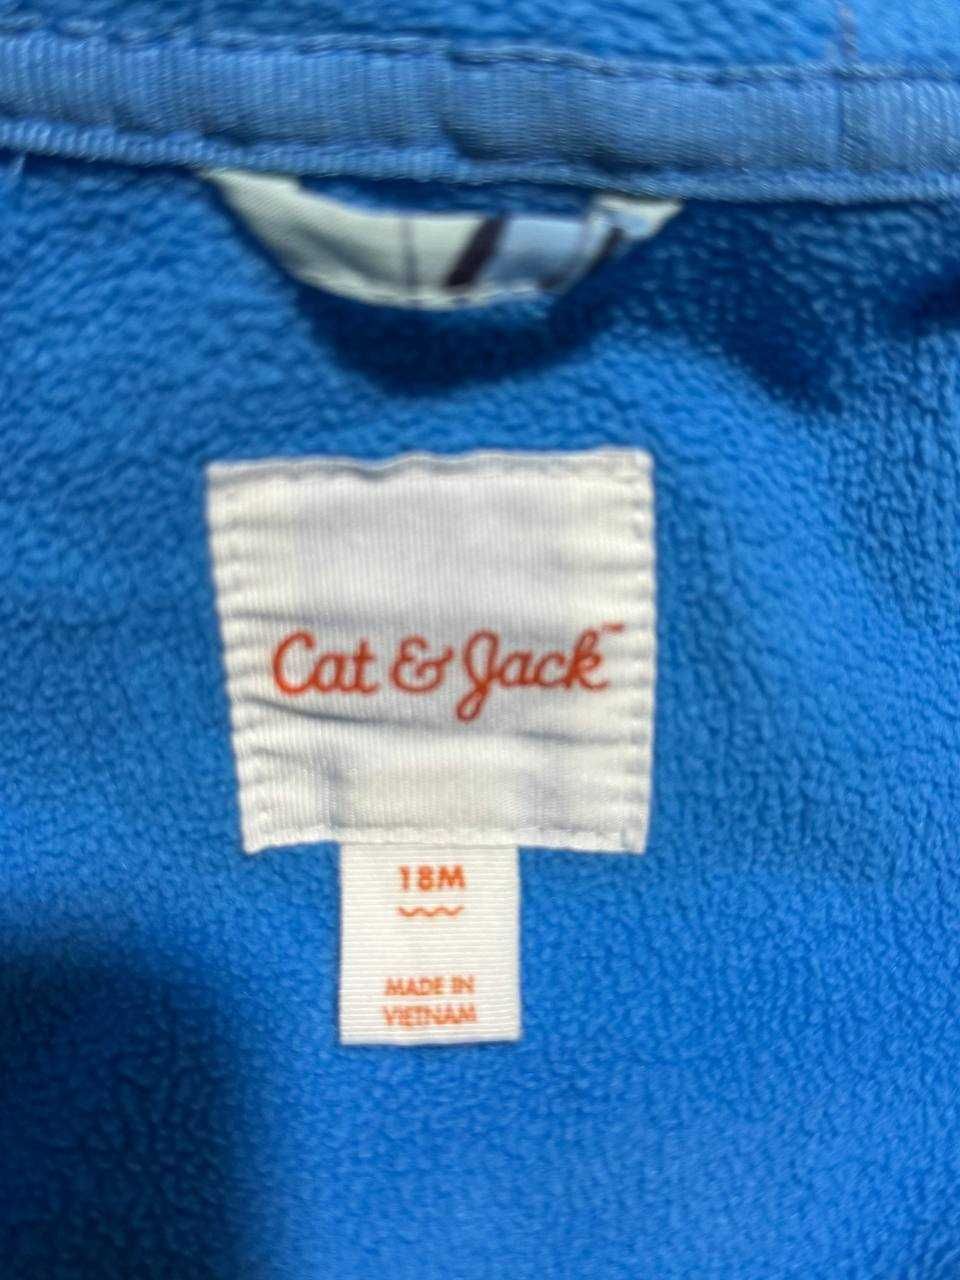 Cat & Jack™
18M
MADE IN
VIETNAM